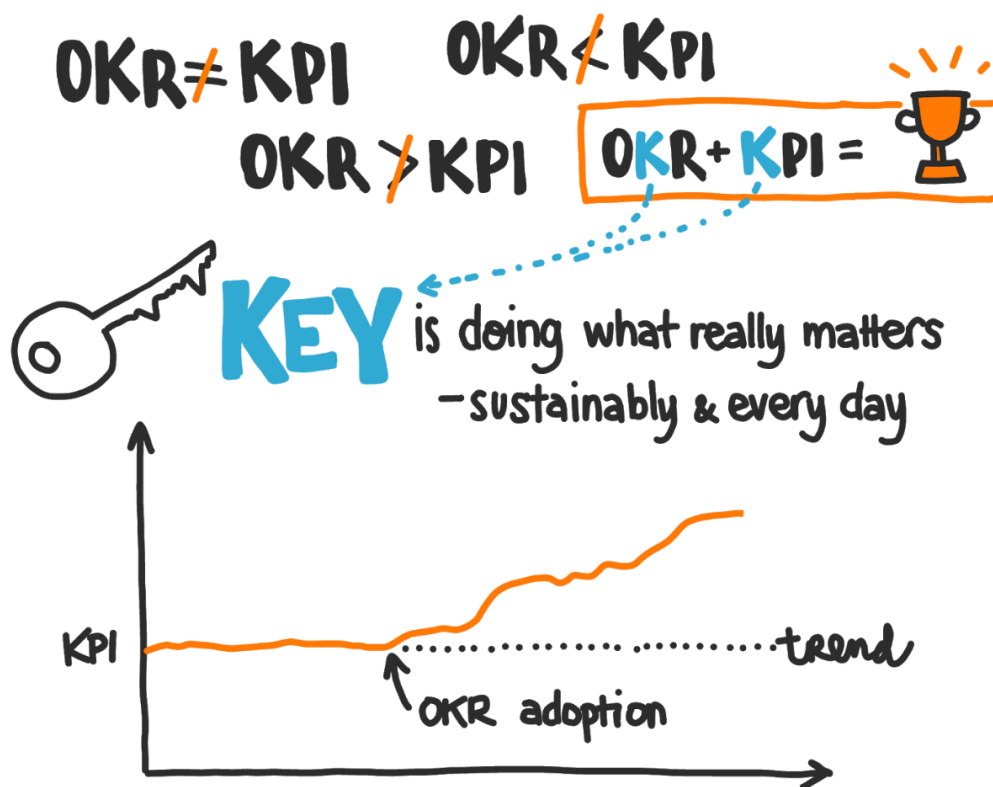 OKR ≠ KPI
OKR ≮ KPI
OKR ≯ KPI
OKR + KPI =
KEY is doing what really matters
- sustainably & every day
KPI
trend
OKR adoption